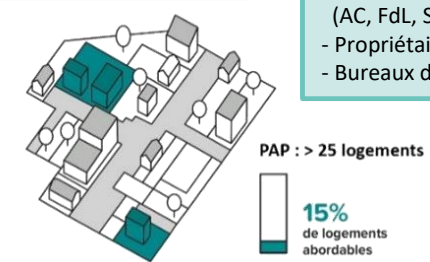 (AC, FdL, S
- Propriétai
- Bureaux d
PAP : > 25 logements
15%
de logements
abordables